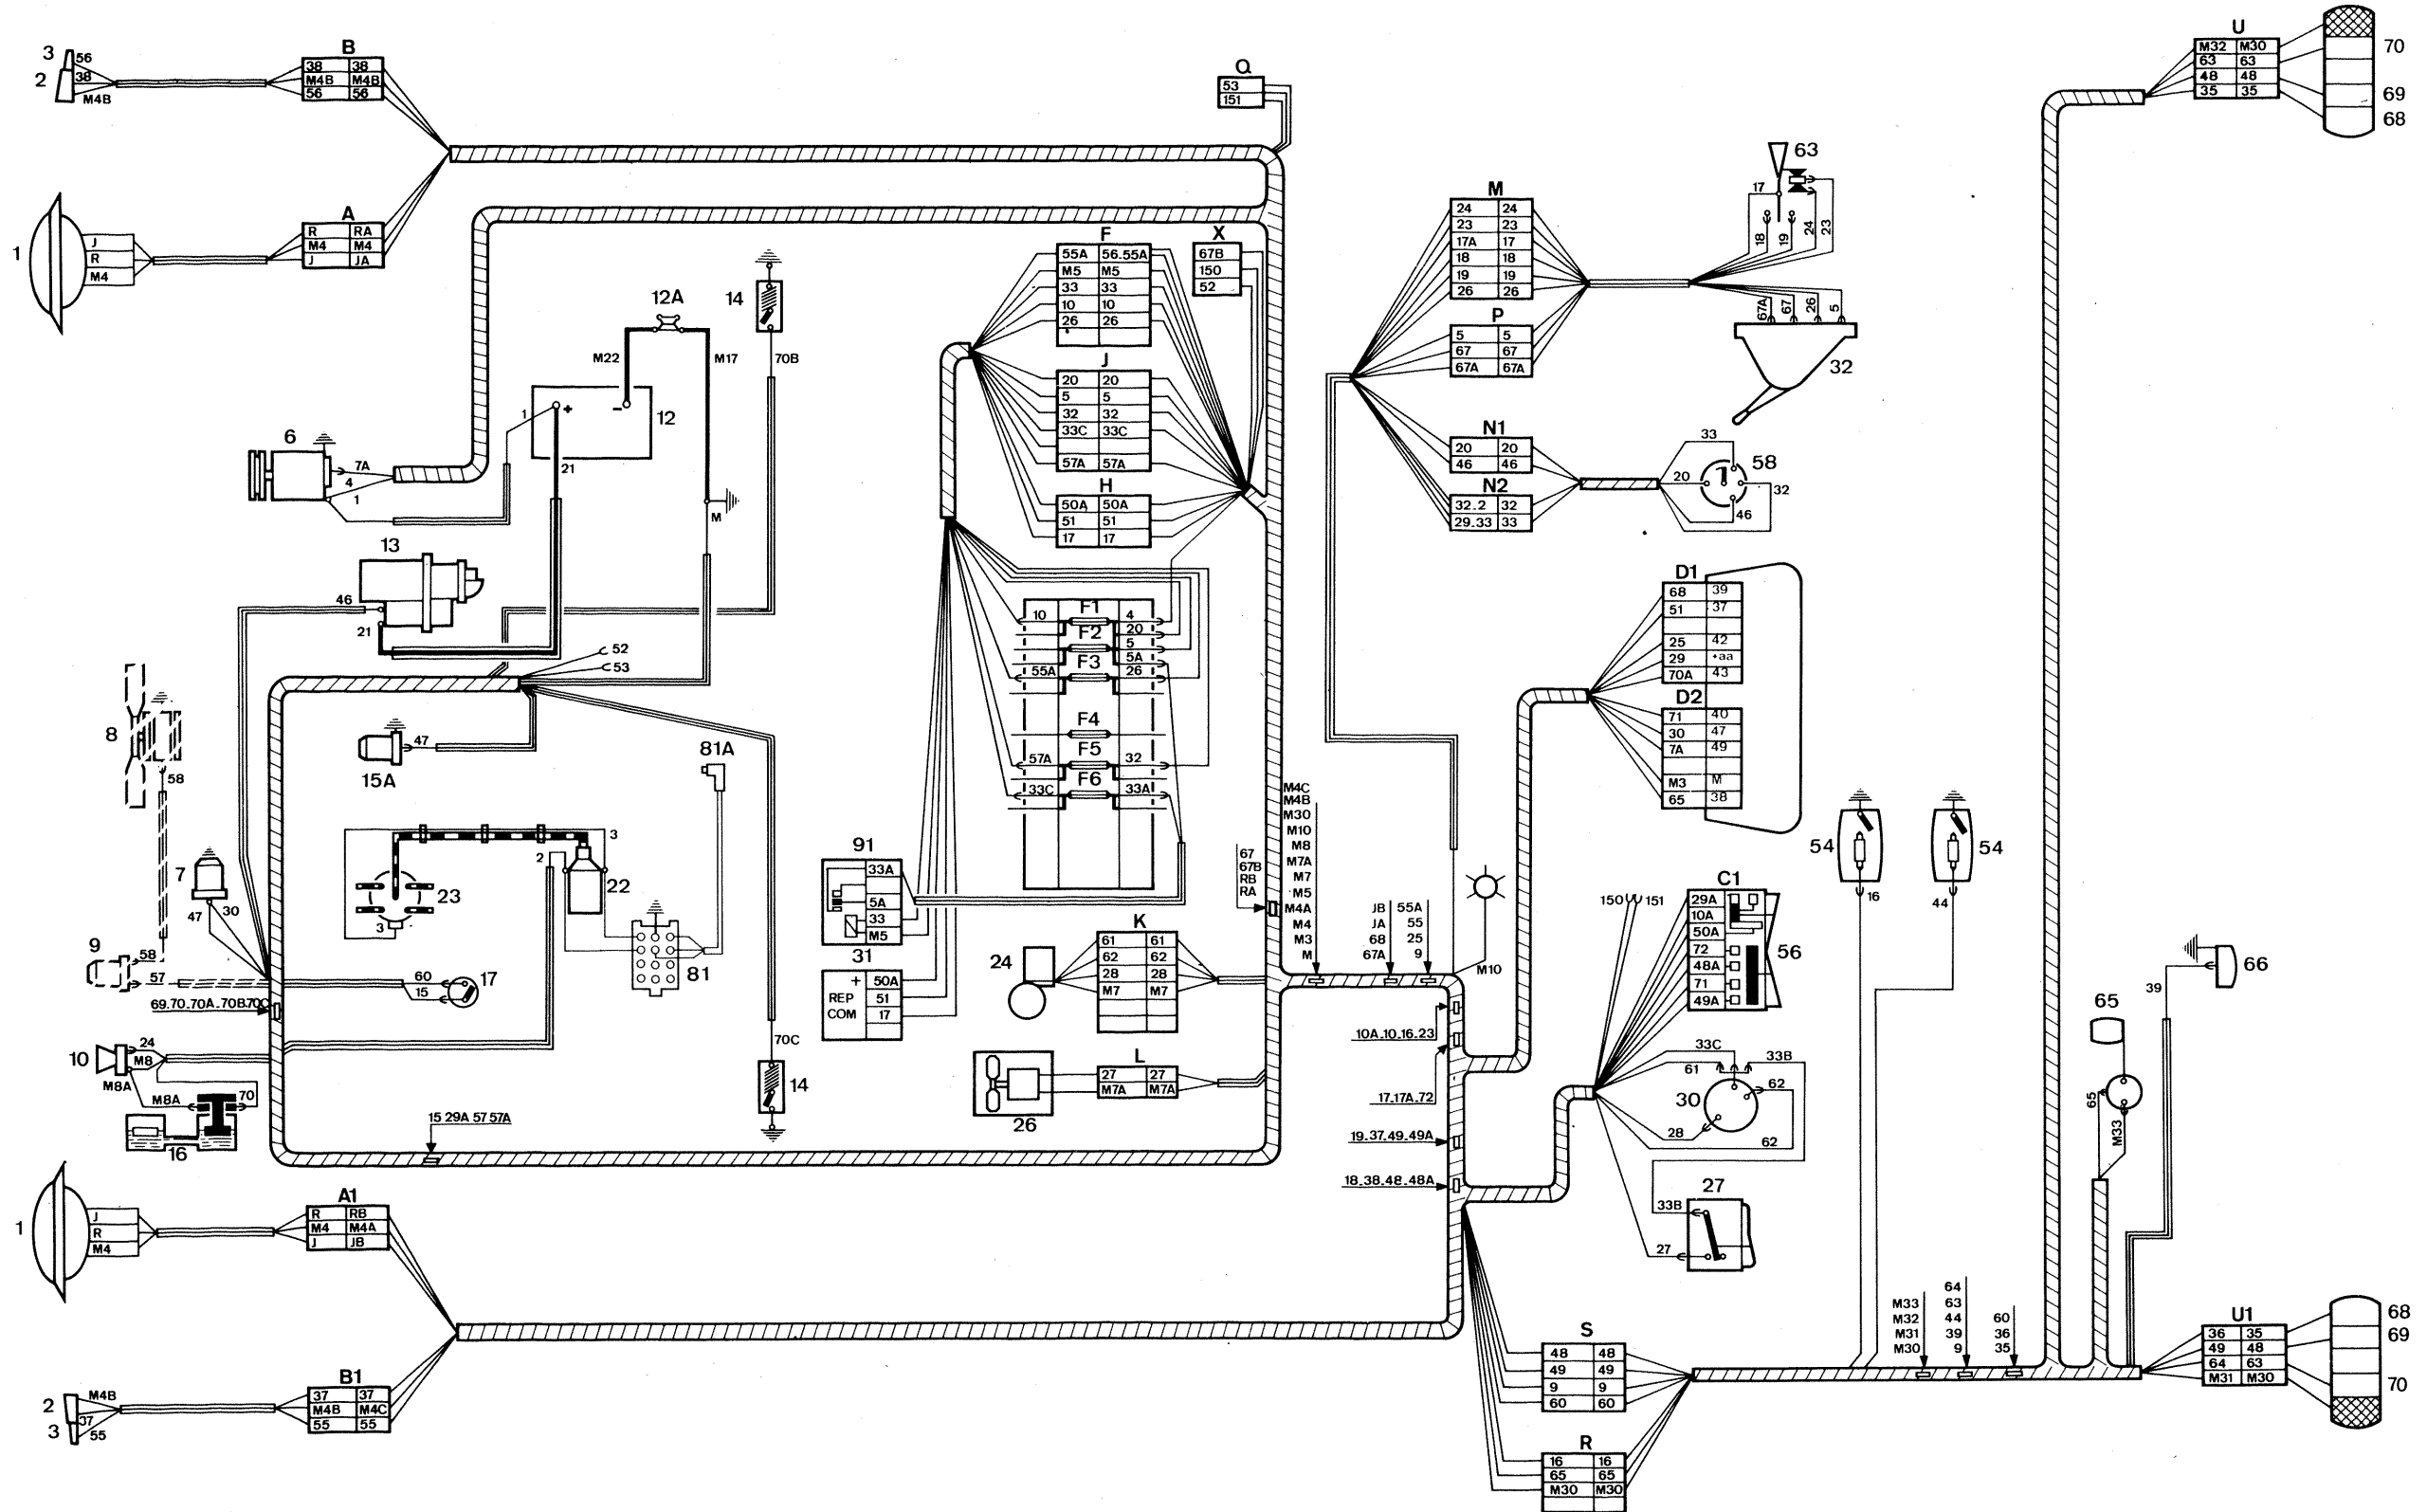 3 56
2 38
M4B
B
38 38
M4B M4B
56 56
A
R RA
M4 M4
J JA
1
J
R
M4
Q
53
151
U
M32 M30
63 63
48 48
35 35
70
69
68
63
17
18 19 24 23
M
24 24
23 23
17A 17
18 18
19 19
26 26
P
5 5
67 67
67A 67A
67A 67 26 5
32
N1
20 20
46 46
N2
32.2 32
29.33 33
33
20
58
32
46
F
55A 56.55A
M5 M5
33 33
10 10
26 26
X
67B
150
52
J
20 20
5 5
32 32
33C 33C
57A 57A
H
50A 50A
51 51
17 17
14
70B
12A
M22 M17
1 + − 12
21
M
6
7A
4
1
13
46
21
52
53
8
58
15A
47
81A
F1
10 4
F2 20
5
F3 5A
55A 26
F4
F5
57A 32
F6
33C 33A
D1
68 39
51 37
25 42
29 +aa
70A 43
D2
71 40
30 47
7A 49
M3 M
65 38
7
47 30
23
3
3
2
22
81
9
58
57
60
15
17
69.70.70A.70B.70C
10
24
M8
M8A
M8A 70
16
70C
14
15 29A 57 57A
91
33A
5A
33
M5
31
+ 50A
REP 51
COM 17
67
67B
RB
RA
M4C
M4B
M30
M10
M8
M7A
M7
M5
M4A
M4
M3
M
JB
JA
68
67A
55A
55
25
9
M10
24
K
61 61
62 62
28 28
M7 M7
L
27 27
M7A M7A
26
10A.10.16.23
17.17A.72
19.37.49.49A
18.38.48.48A
150 151
C1
29A
10A
50A
72
48A
71
49A
56
33C 33B
61 62
30
28
62
27
33B
27
54
16
54
44
66
39
65
65
M33
1
J
R
M4
A1
R RB
M4 M4A
J JB
B1
37 37
M4B M4C
55 55
2 M4B
37
3 55
S
48 48
49 49
9 9
60 60
R
16 16
65 65
M30 M30
M33
M32
M31
M30
64
63
44
39
9
60
36
35
U1
36 35
49 48
64 63
M31 M30
68
69
70